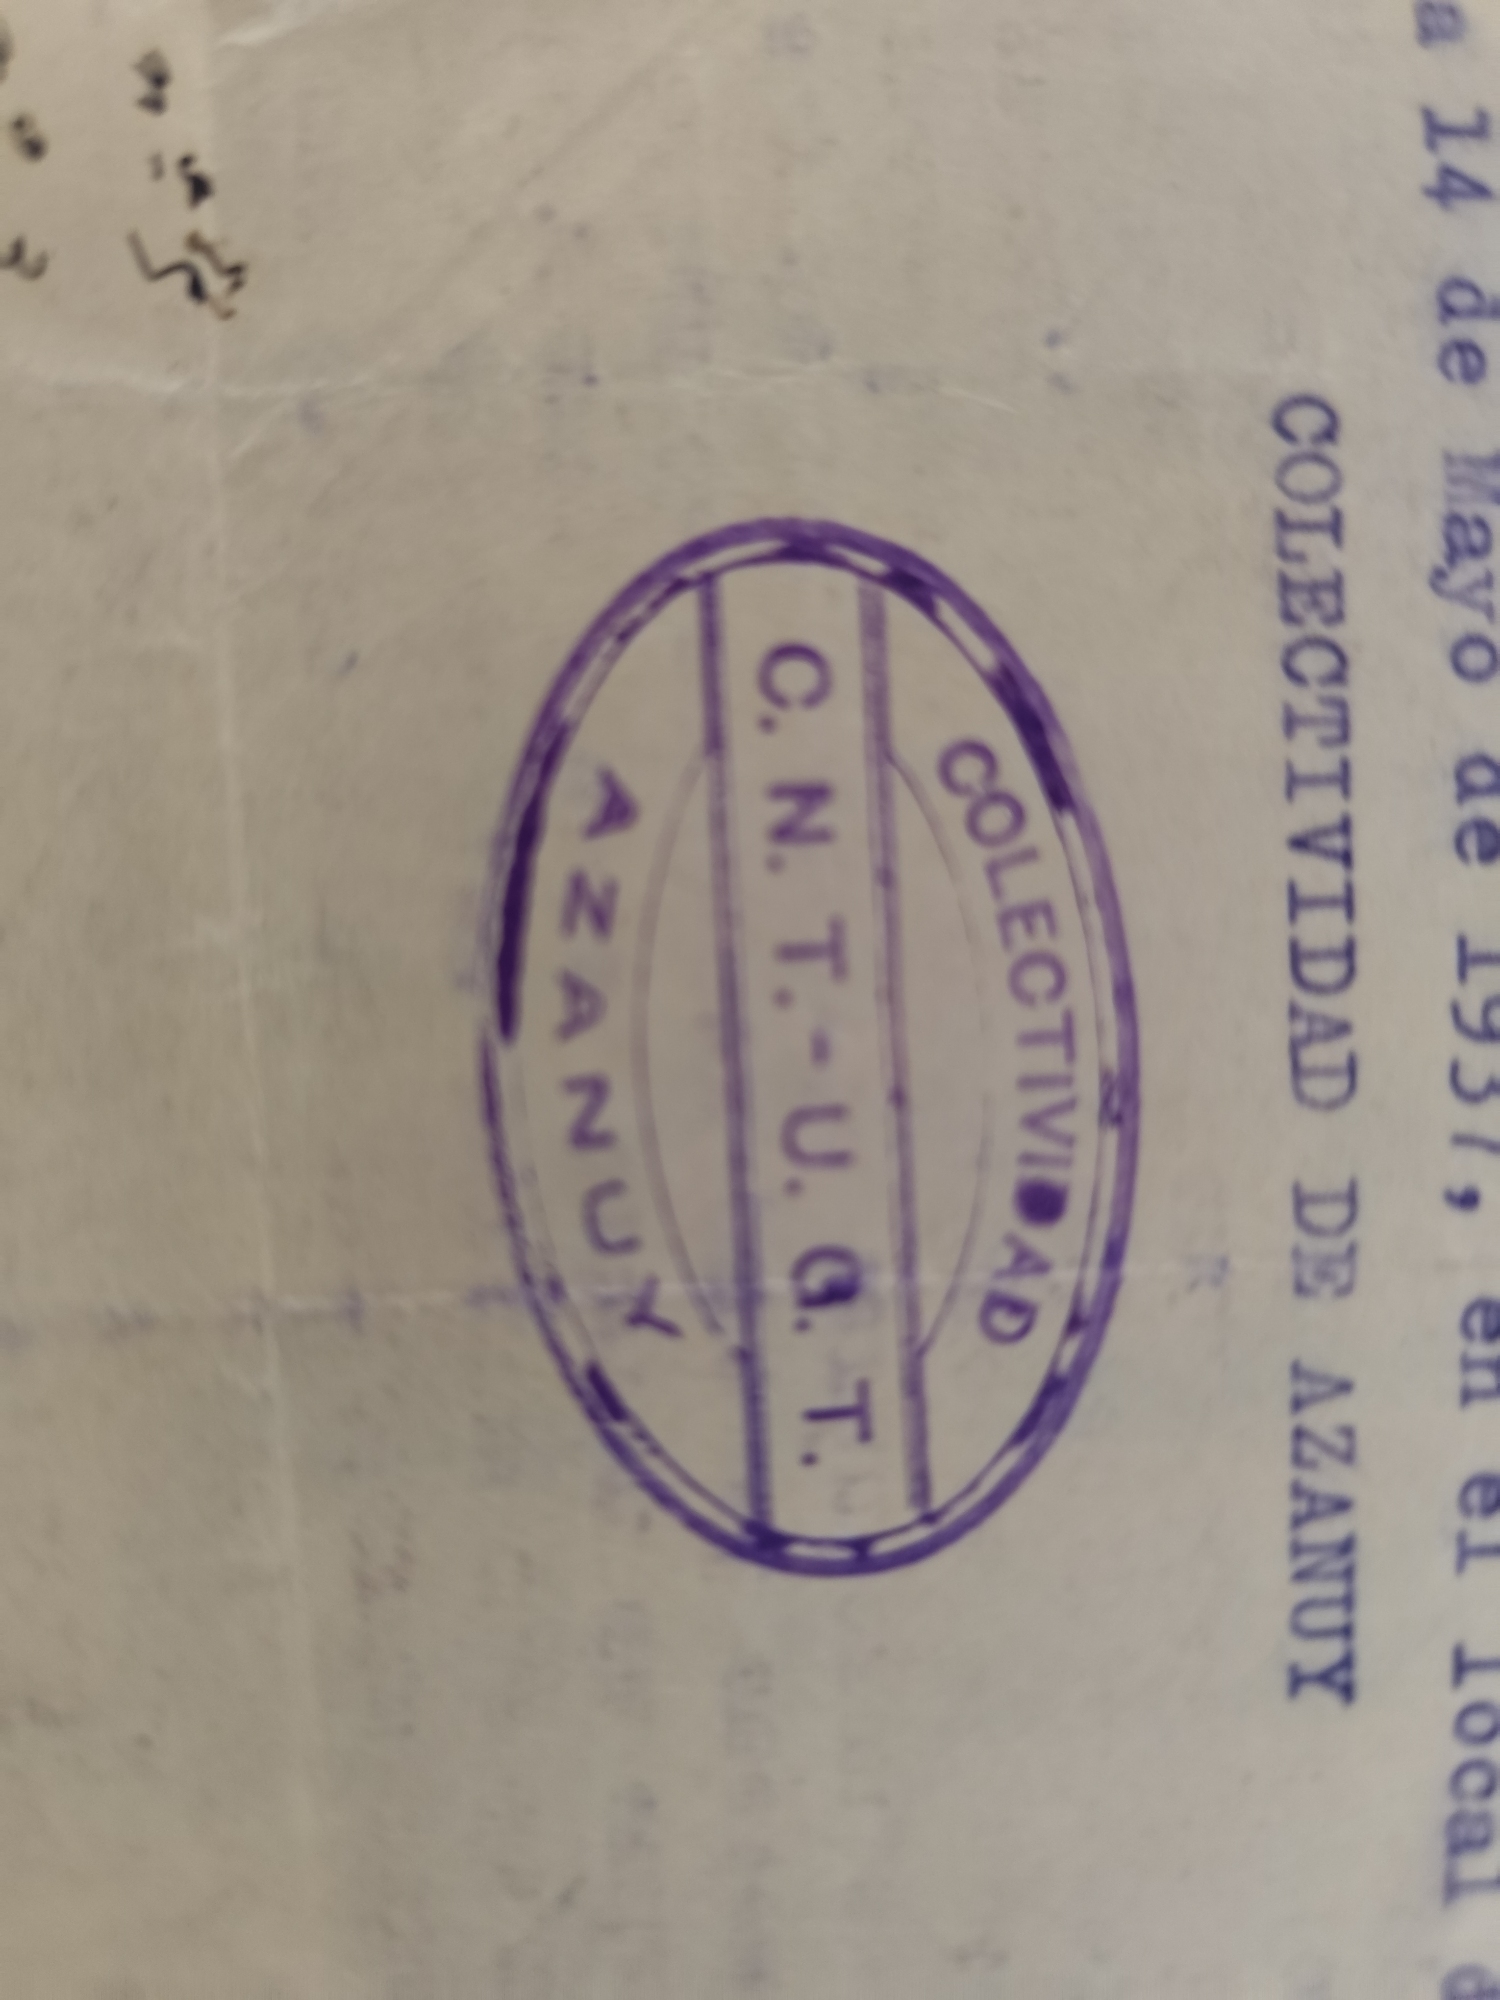 a 14 de Mayo de 1937, en el local d
COLECTIVIDAD DE AZANUY
COLECTIVIDAD
C. N. T. - U. G. T.
AZANUY